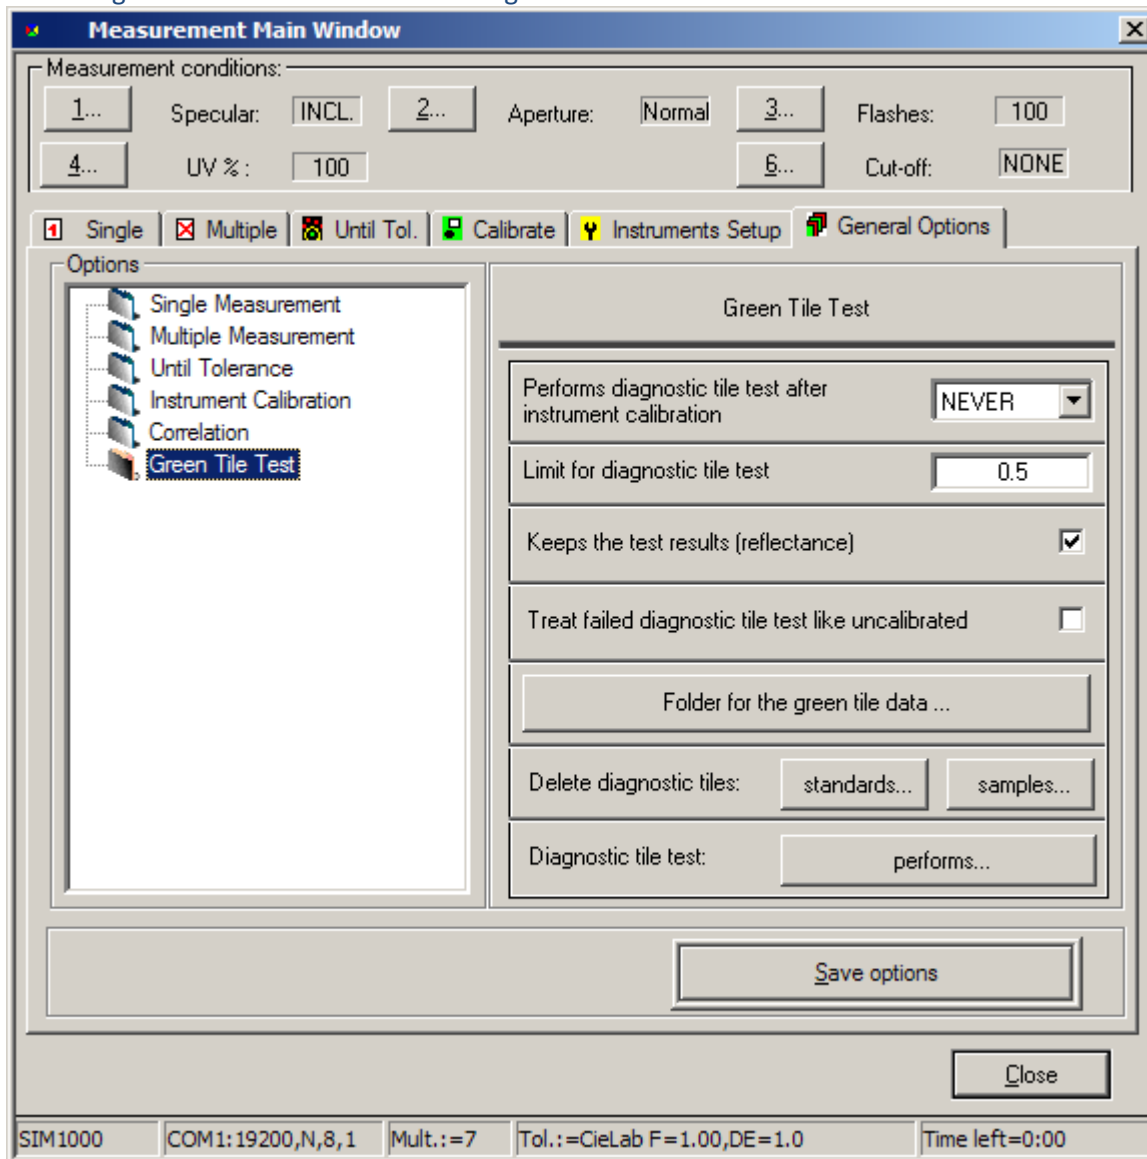 Measurement Main Window
Measurement conditions:
1... Specular: INCL. 2... Aperture: Normal 3... Flashes: 100
4... UV % : 100 6... Cut-off: NONE
Single Multiple Until Tol. Calibrate Instruments Setup General Options
Options
Single Measurement
Multiple Measurement
Until Tolerance
Instrument Calibration
Correlation
Green Tile Test
Green Tile Test
Performs diagnostic tile test after
instrument calibration
NEVER
Limit for diagnostic tile test 0.5
Keeps the test results (reflectance)
Treat failed diagnostic tile test like uncalibrated
Folder for the green tile data ...
Delete diagnostic tiles: standards... samples...
Diagnostic tile test: performs...
Save options
Close
SIM1000 COM1:19200,N,8,1 Mult.:=7 Tol.:=CieLab F=1.00,DE=1.0 Time left=0:00